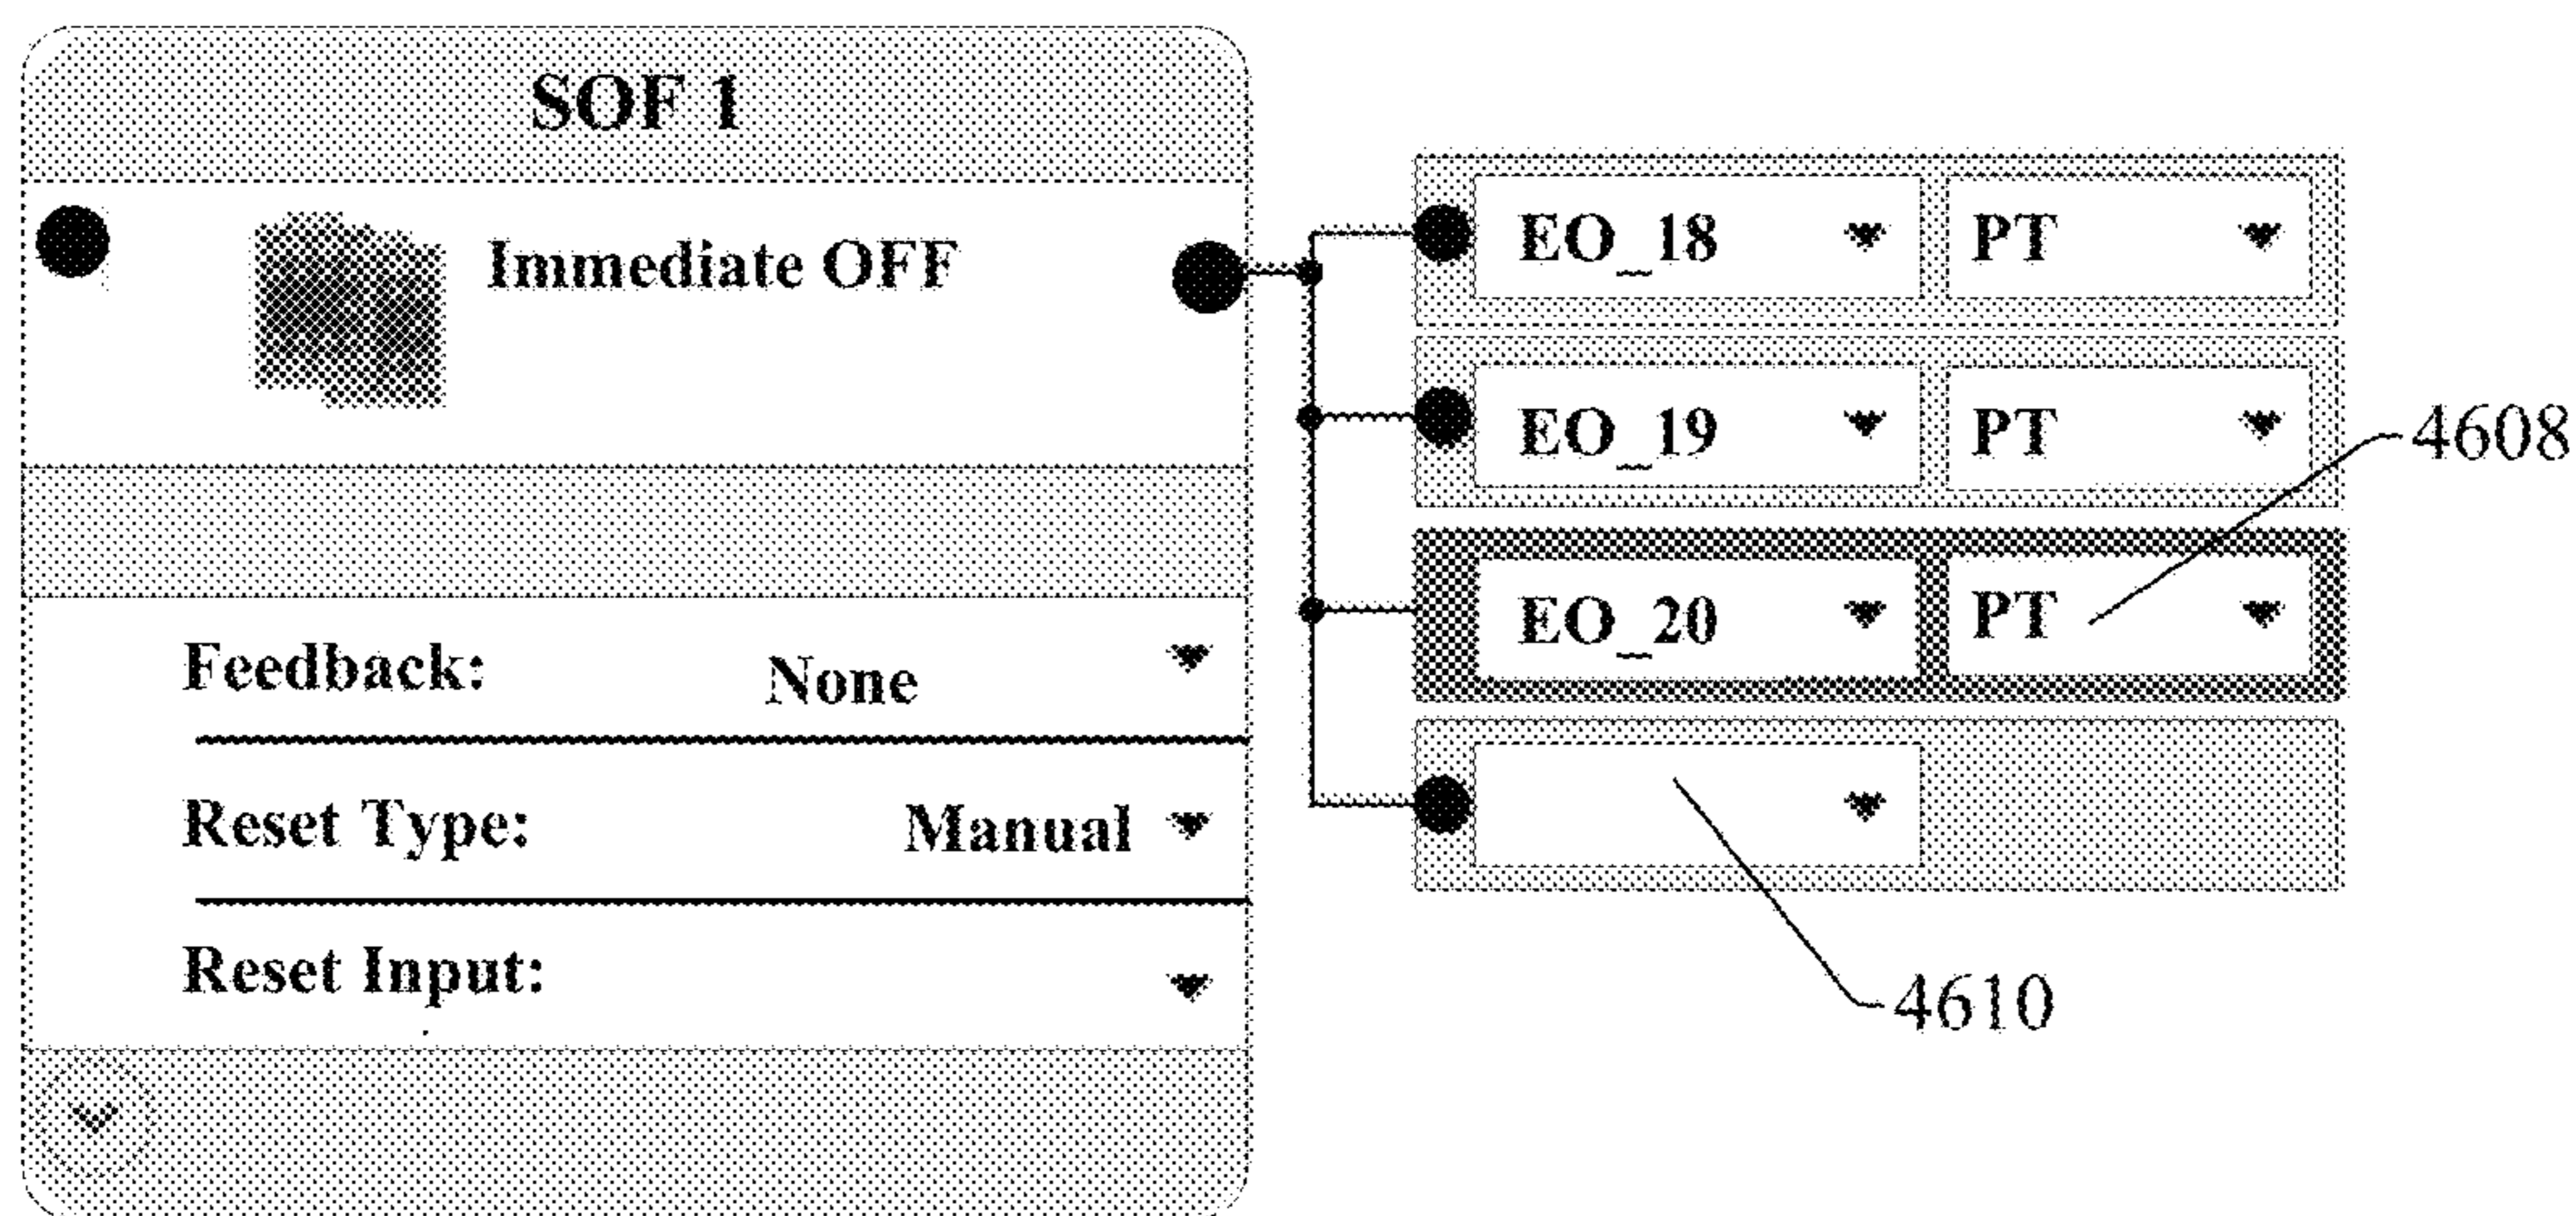 SOF 1
Immediate OFF
EO_18 PT
EO_19 PT
4608
EO_20 PT
Feedback: None
Reset Type: Manual
Reset Input:
4610